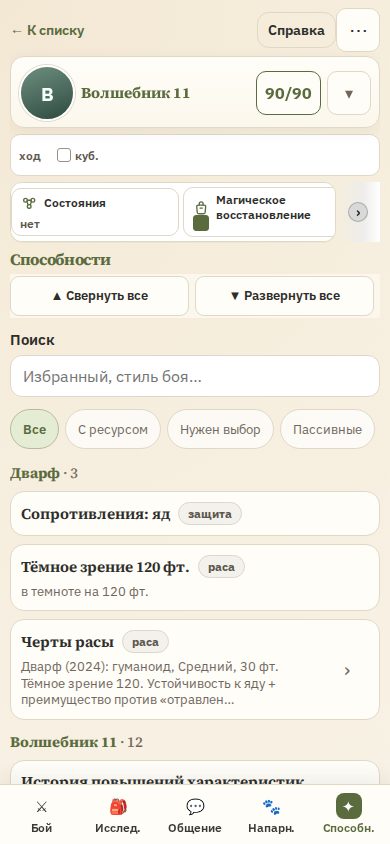 ← К списку
Справка
...
В
Волшебник 11
90/90
▼
ход
куб.
Состояния
нет
Магическое
восстановление
›
Способности
▲ Свернуть все
▼ Развернуть все
Поиск
Избранный, стиль боя...
Все
С ресурсом
Нужен выбор
Пассивные
Дварф · 3
Сопротивления: яд
защита
Тёмное зрение 120 фт.
раса
в темноте на 120 фт.
Черты расы
раса
Дварф (2024): гуманоид, Средний, 30 фт.
Тёмное зрение 120. Устойчивость к яду +
преимущество против «отравлен...
›
Волшебник 11 · 12
История повышений характеристик
Бой
Исслед.
Общение
Напарн.
Способн.